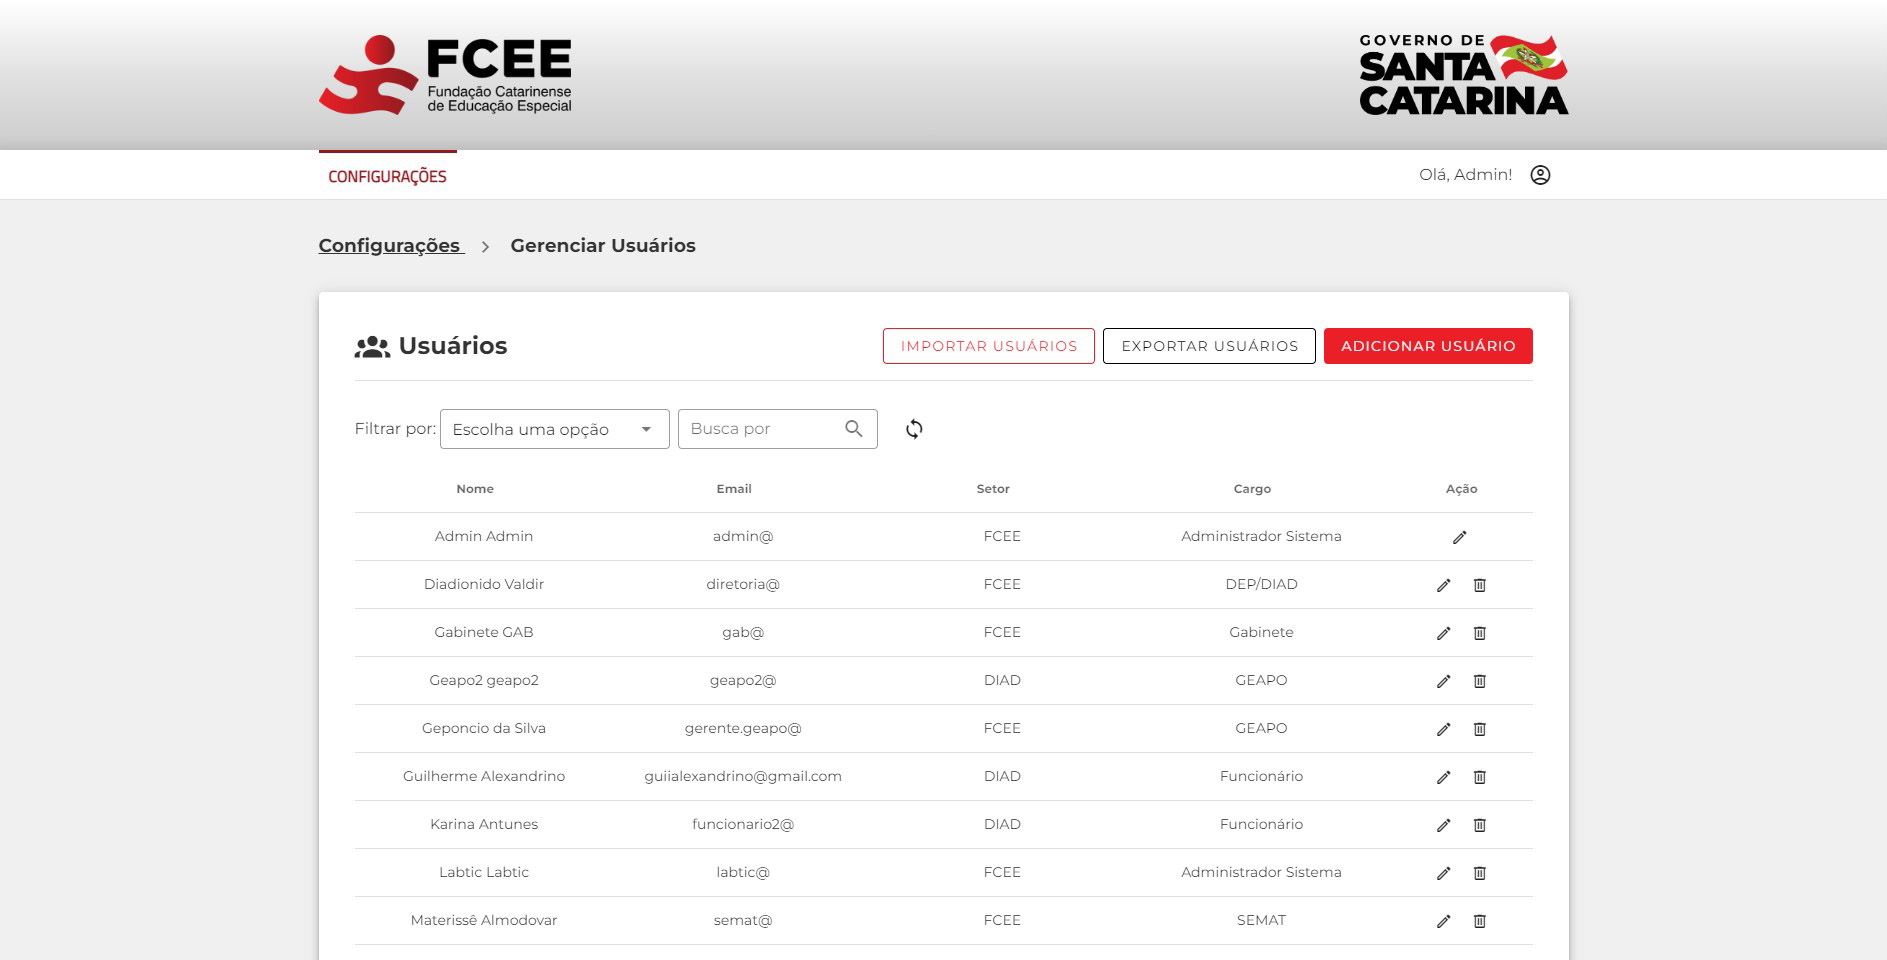 FCEE
Fundação Catarinense
de Educação Especial
GOVERNO DE
SANTA
CATARINA
CONFIGURAÇÕES
Olá, Admin!
Configurações > Gerenciar Usuários
Usuários
IMPORTAR USUÁRIOS
EXPORTAR USUÁRIOS
ADICIONAR USUÁRIO
Filtrar por: Escolha uma opção Busca por
Nome Email Setor Cargo Ação
Admin Admin admin@ FCEE Administrador Sistema
Diadionido Valdir diretoria@ FCEE DEP/DIAD
Gabinete GAB gab@ FCEE Gabinete
Geapo2 geapo2 geapo2@ DIAD GEAPO
Geponcio da Silva gerente.geapo@ FCEE GEAPO
Guilherme Alexandrino guiialexandrino@gmail.com DIAD Funcionário
Karina Antunes funcionario2@ DIAD Funcionário
Labtic Labtic labtic@ FCEE Administrador Sistema
Materissê Almodovar semat@ FCEE SEMAT